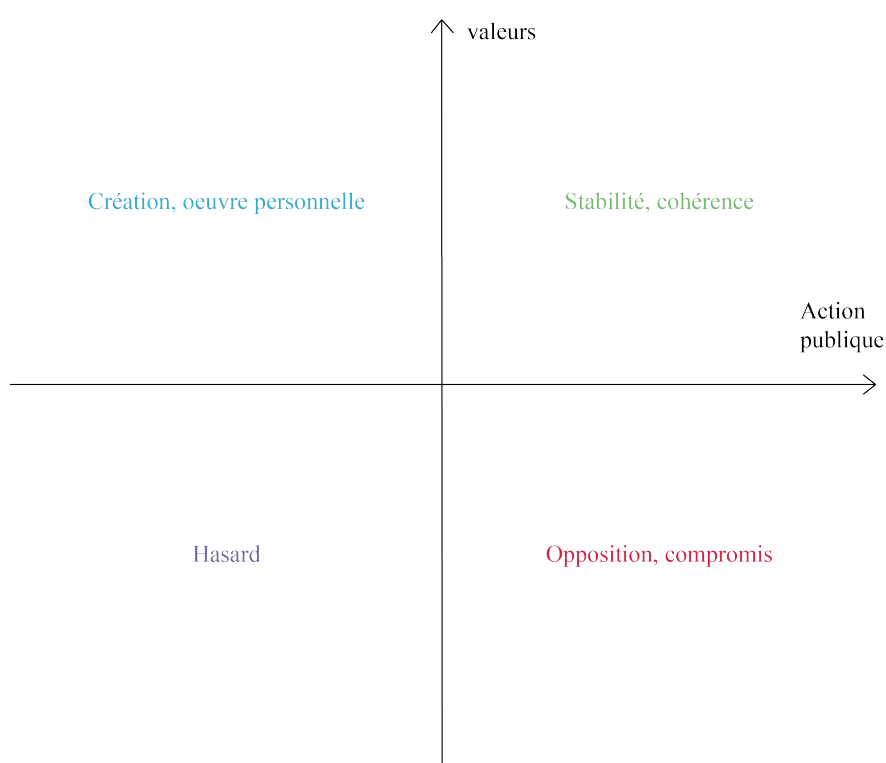 valeurs
Création, oeuvre personnelle
Stabilité, cohérence
Action
publique
Hasard
Opposition, compromis